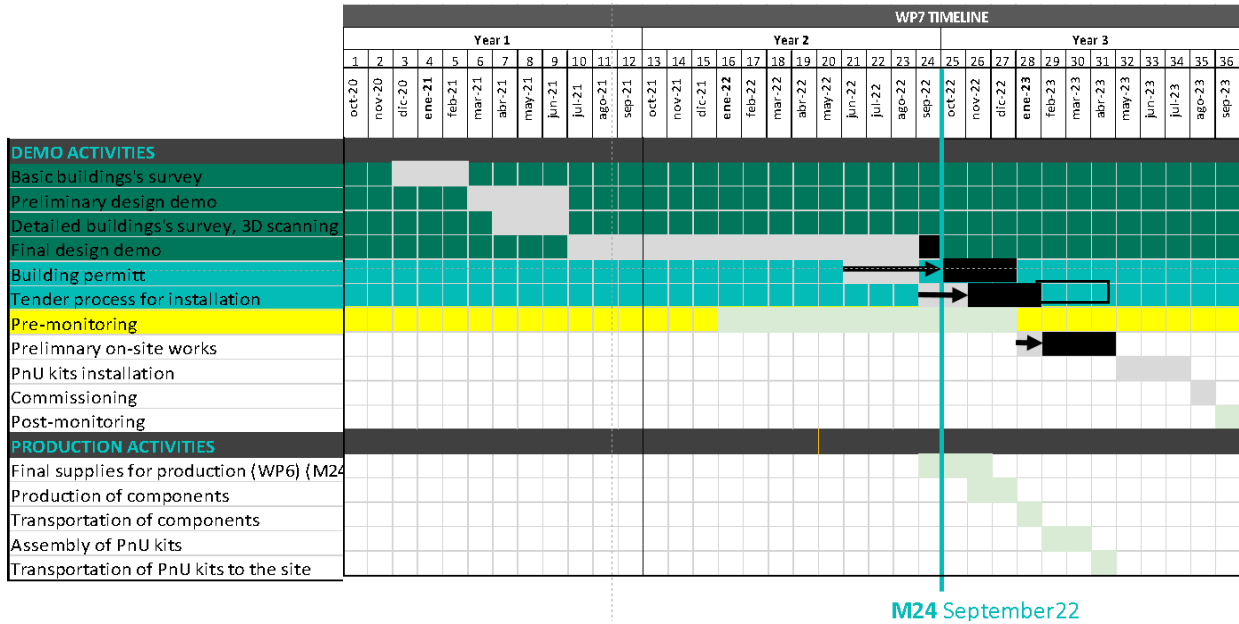 WP7 TIMELINE
Year 1 Year 2 Year 3
1 2 3 4 5 6 7 8 9 10 11 12 13 14 15 16 17 18 19 20 21 22 23 24 25 26 27 28 29 30 31 32 33 34 35 36
oct-20 nov-20 dic-20 ene-21 feb-21 mar-21 abr-21 may-21 jun-21 jul-21 ago-21 sep-21 oct-21 nov-21 dic-21 ene-22 feb-22 mar-22 abr-22 may-22 jun-22 jul-22 ago-22 sep-22 oct-22 nov-22 dic-22 ene-23 feb-23 mar-23 abr-23 may-23 jun-23 jul-23 ago-23 sep-23
DEMO ACTIVITIES
Basic buildings's survey
Preliminary design demo
Detailed buildings's survey, 3D scanning
Final design demo
Building permitt
Tender process for installation
Pre-monitoring
Prelimnary on-site works
PnU kits installation
Commissioning
Post-monitoring
PRODUCTION ACTIVITIES
Final supplies for production (WP6) (M24
Production of components
Transportation of components
Assembly of PnU kits
Transportation of PnU kits to the site
M24 September22